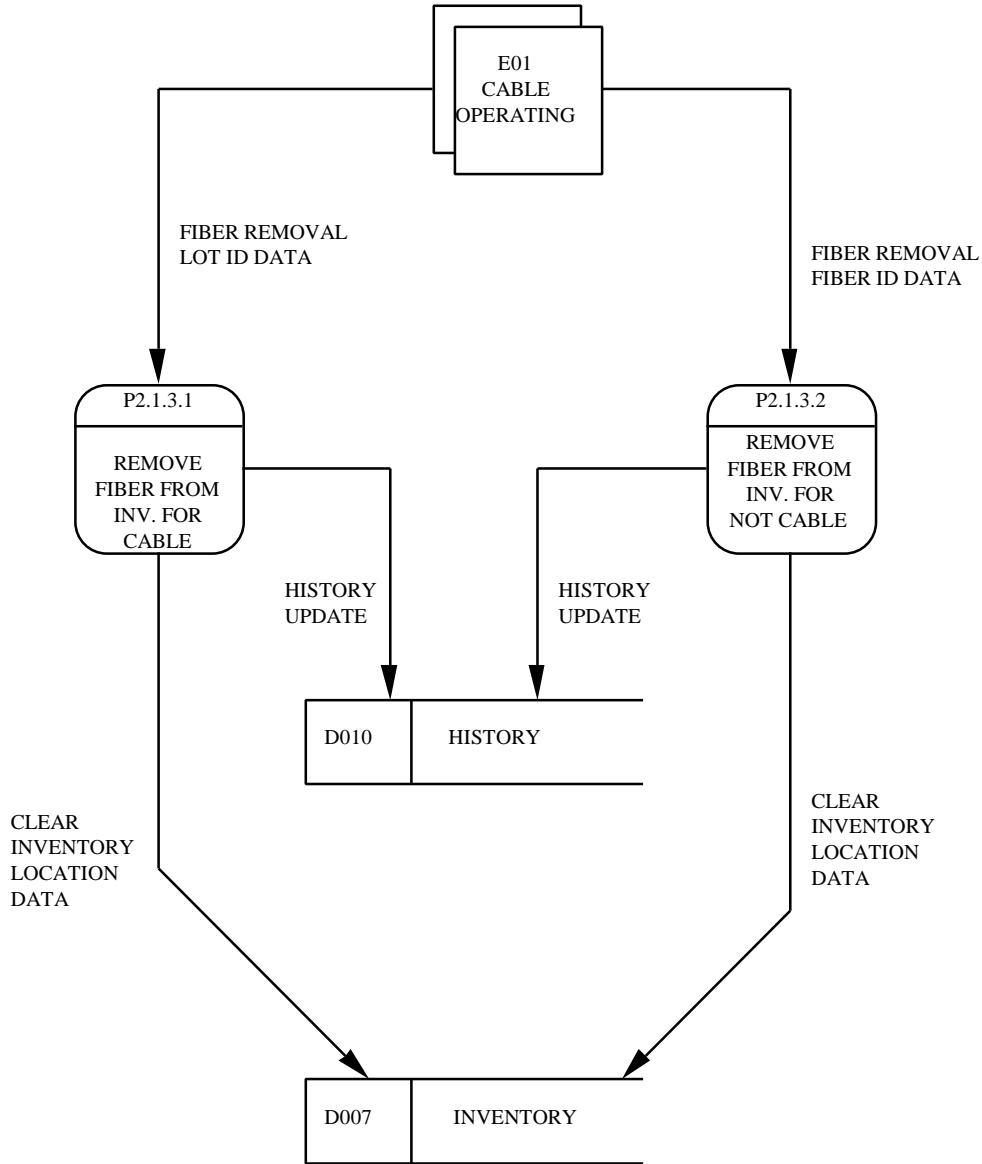 E01
CABLE
OPERATING
FIBER REMOVAL
LOT ID DATA
FIBER REMOVAL
FIBER ID DATA
P2.1.3.1
REMOVE
FIBER FROM
INV. FOR
CABLE
P2.1.3.2
REMOVE
FIBER FROM
INV. FOR
NOT CABLE
HISTORY
UPDATE
HISTORY
UPDATE
D010
HISTORY
CLEAR
INVENTORY
LOCATION
DATA
CLEAR
INVENTORY
LOCATION
DATA
D007
INVENTORY